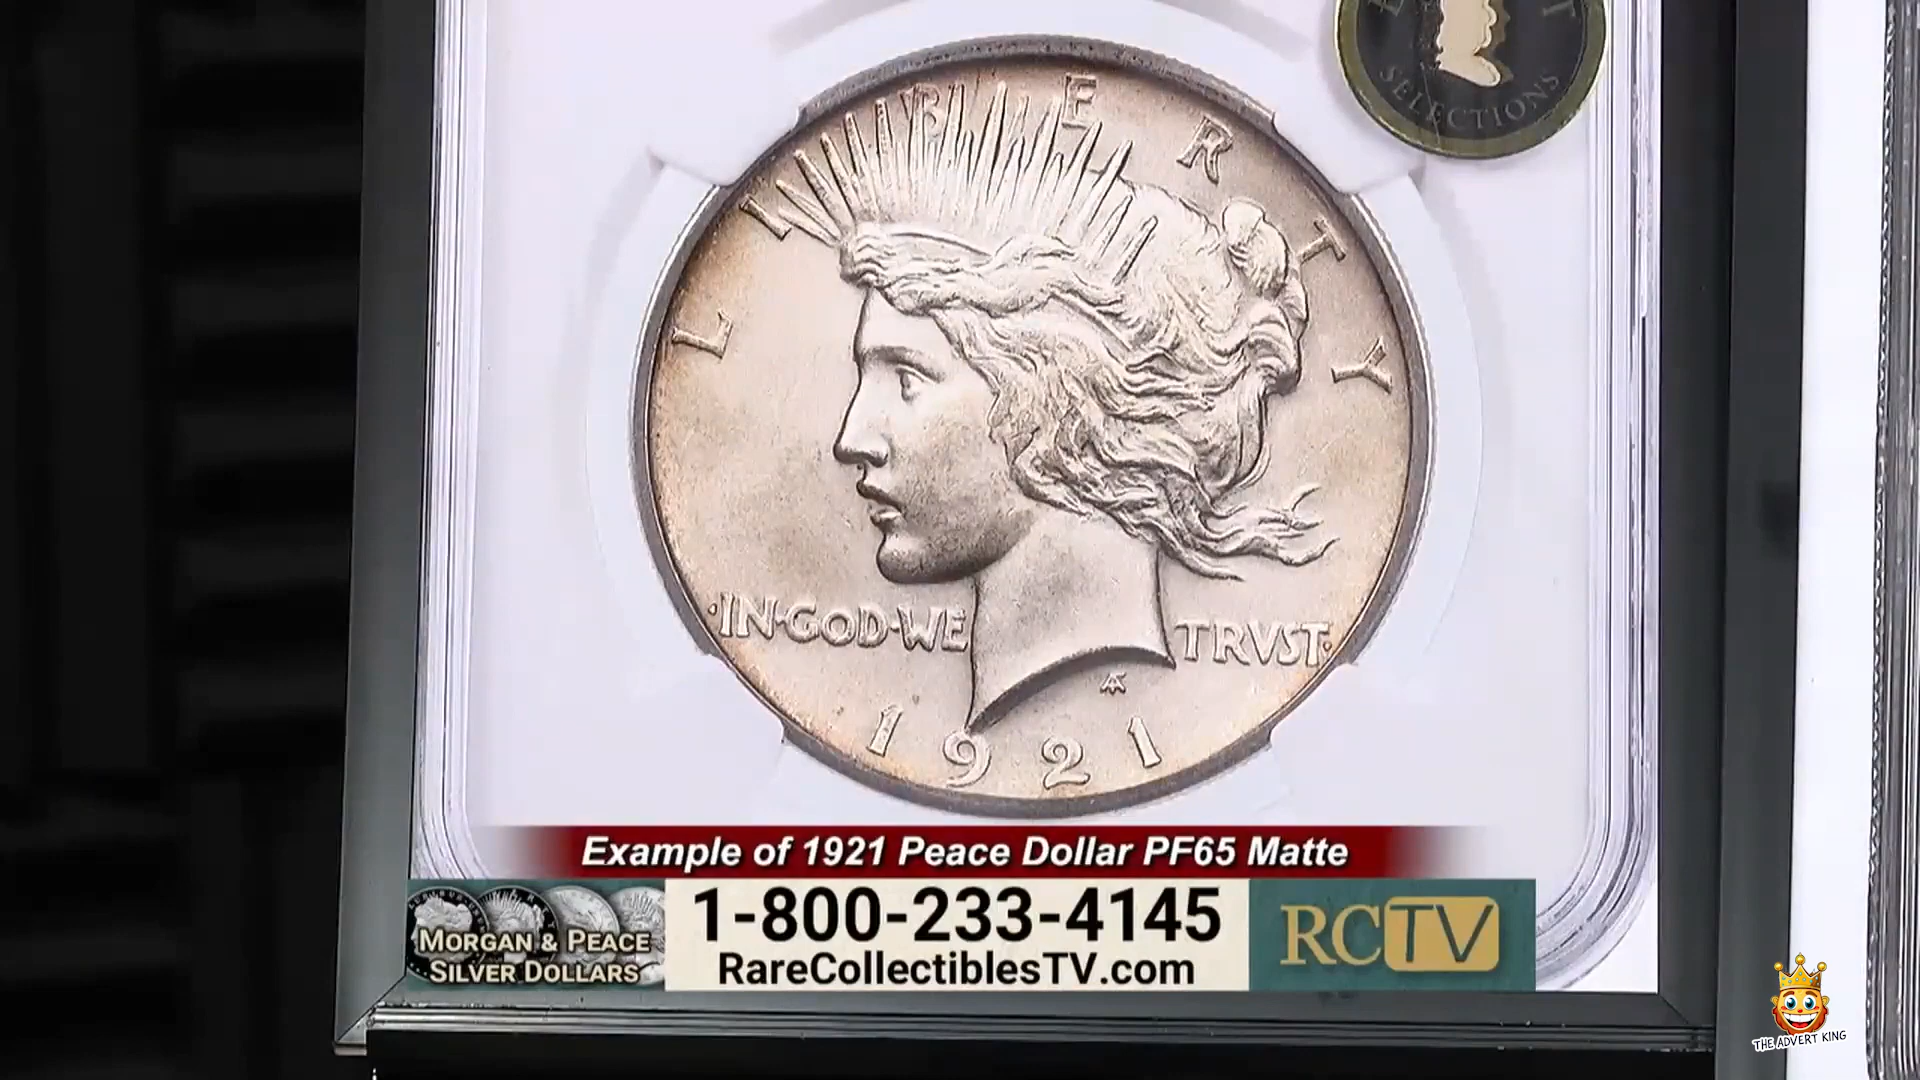 SELECTIONS
LIBERTY
·IN·GOD·WE TRVST·
1921
Example of 1921 Peace Dollar PF65 Matte
MORGAN & PEACE
SILVER DOLLARS
1-800-233-4145
RareCollectiblesTV.com
RCTV
THE ADVERT KING